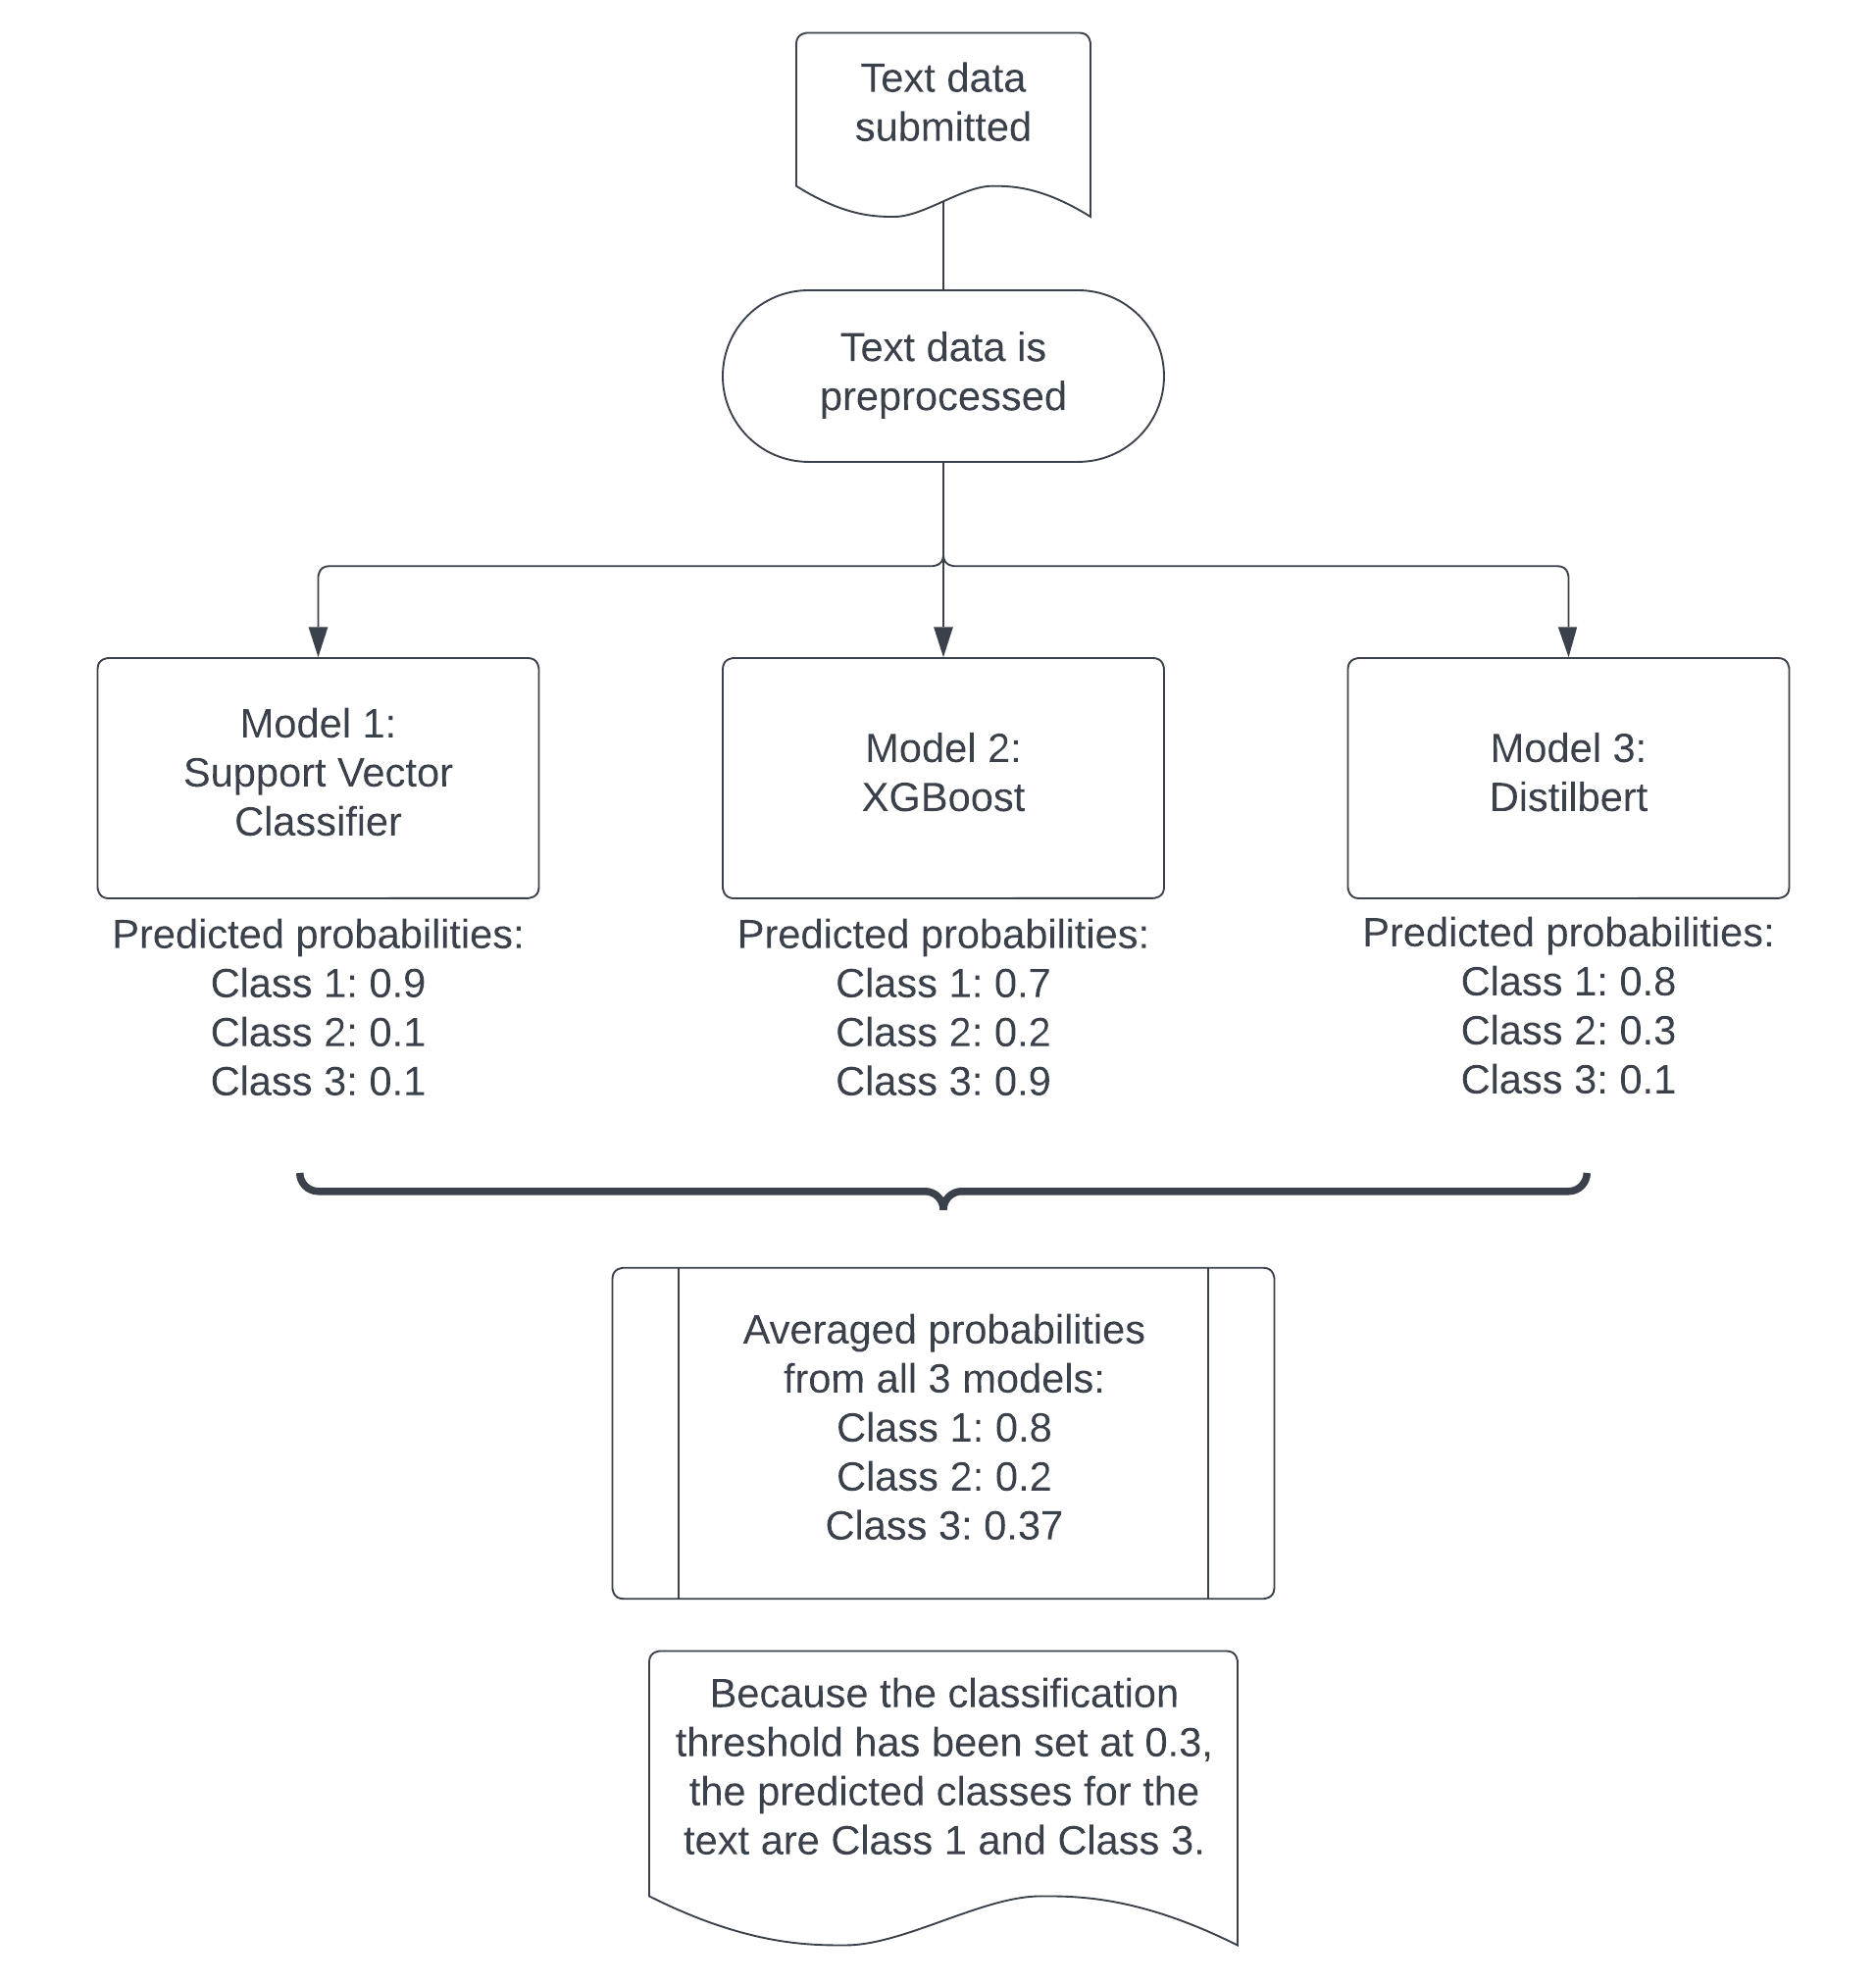 Text data
submitted
Text data is
preprocessed
Model 1:
Support Vector
Classifier
Model 2:
XGBoost
Model 3:
Distilbert
Predicted probabilities:
Class 1: 0.9
Class 2: 0.1
Class 3: 0.1
Predicted probabilities:
Class 1: 0.7
Class 2: 0.2
Class 3: 0.9
Predicted probabilities:
Class 1: 0.8
Class 2: 0.3
Class 3: 0.1
Averaged probabilities
from all 3 models:
Class 1: 0.8
Class 2: 0.2
Class 3: 0.37
Because the classification
threshold has been set at 0.3,
the predicted classes for the
text are Class 1 and Class 3.